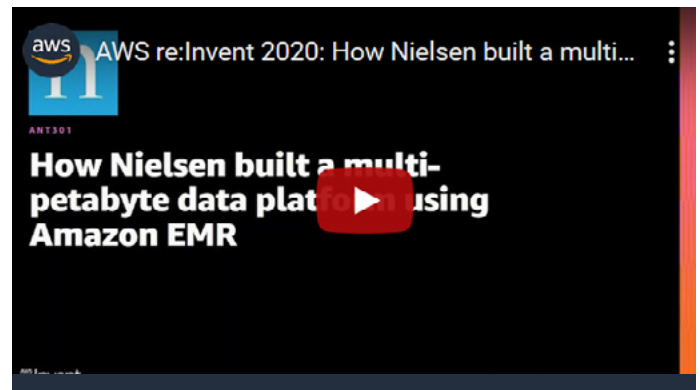 aws
AWS re:Invent 2020: How Nielsen built a multi...
n
ANT301
How Nielsen built a multi-
petabyte data platform using
Amazon EMR